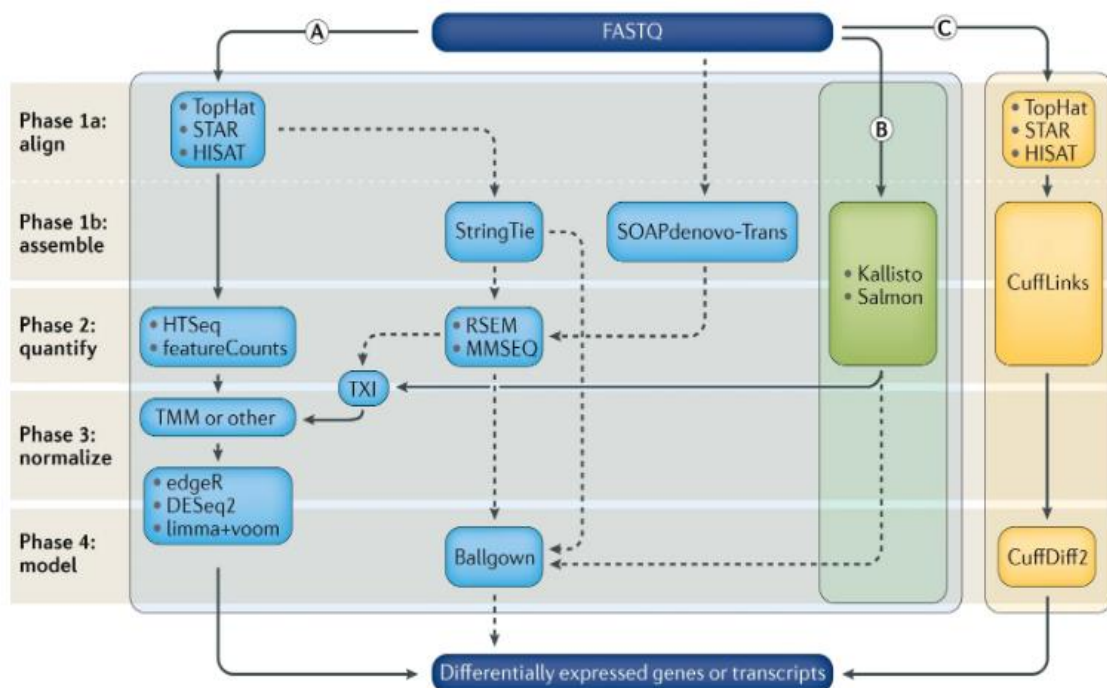 FASTQ
A
C
B
Phase 1a:
align
• TopHat
• STAR
• HISAT
• TopHat
• STAR
• HISAT
Phase 1b:
assemble
StringTie
SOAPdenovo-Trans
• Kallisto
• Salmon
CuffLinks
Phase 2:
quantify
• HTSeq
• featureCounts
• RSEM
• MMSEQ
TXI
Phase 3:
normalize
TMM or other
• edgeR
• DESeq2
• limma+voom
Phase 4:
model
Ballgown
CuffDiff2
Differentially expressed genes or transcripts